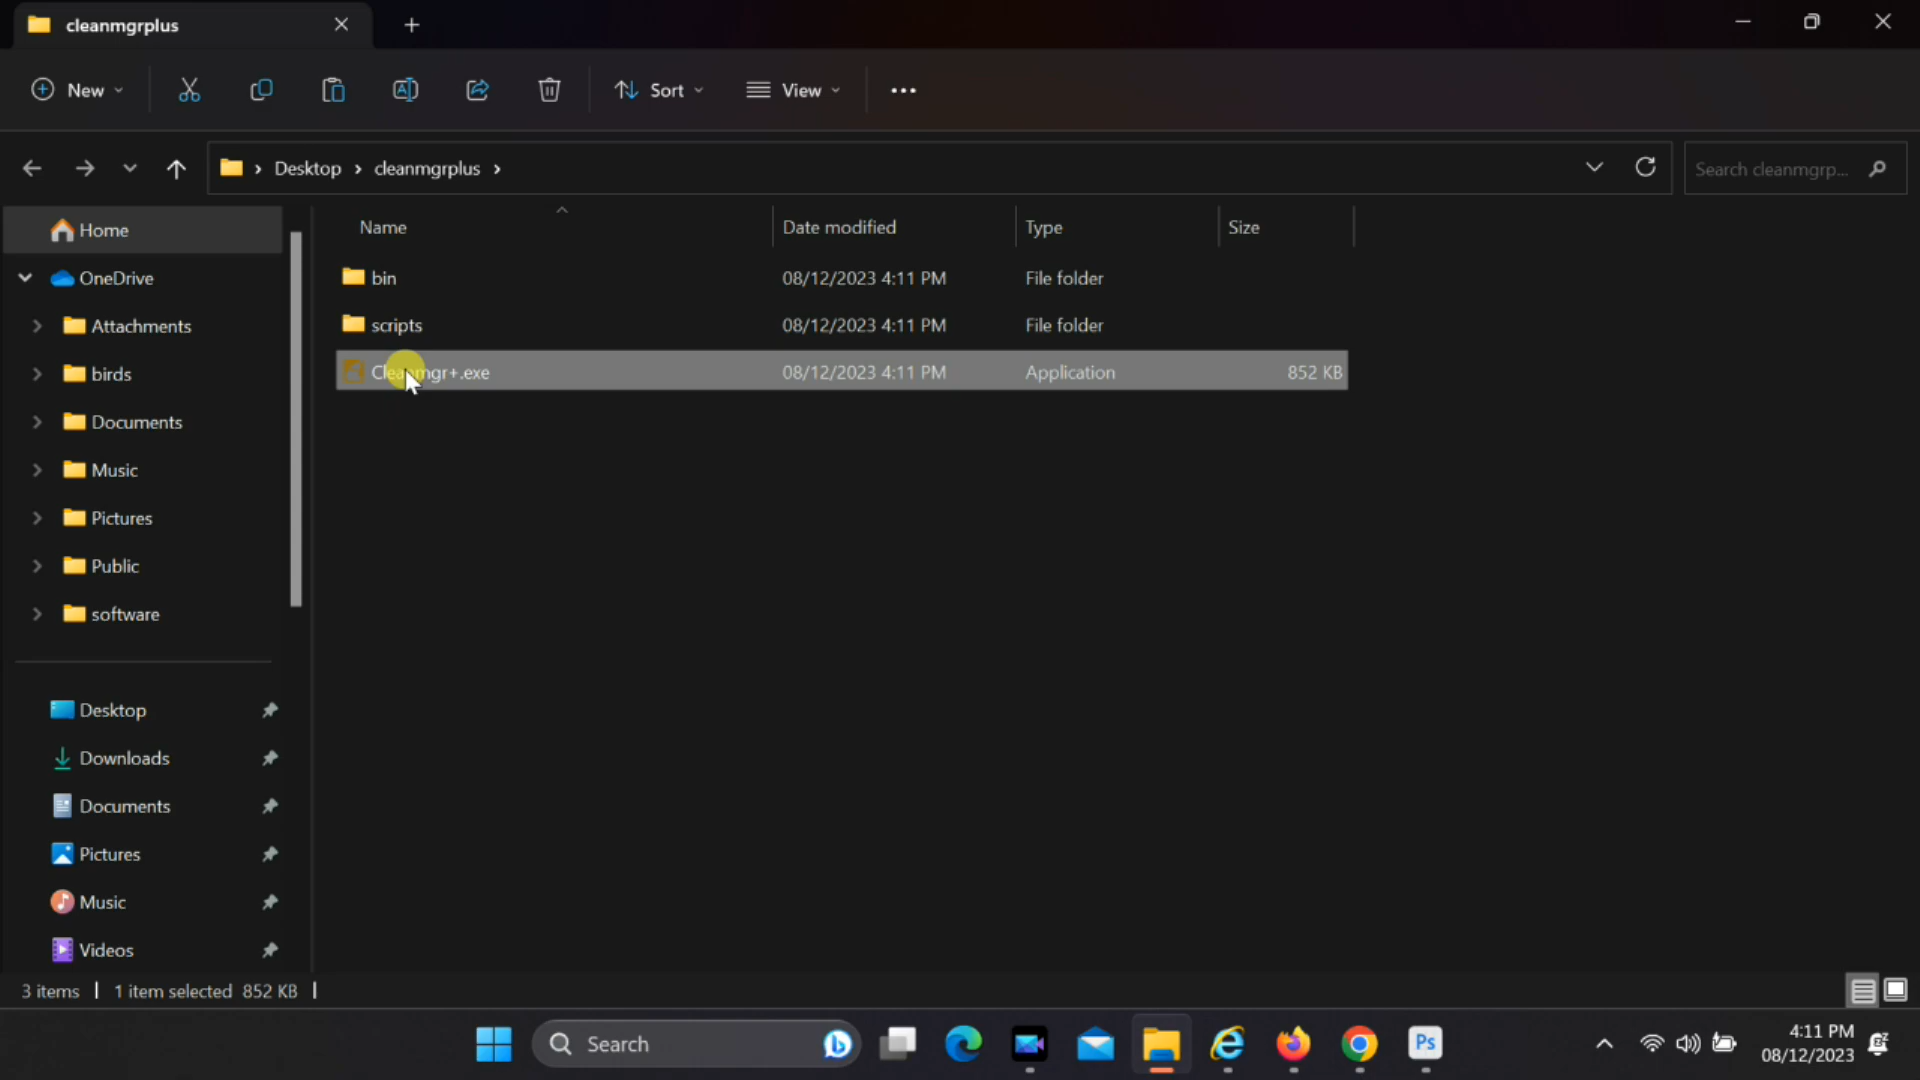 cleanmgrplus
New
Sort
View
Desktop
cleanmgrplus
Search cleanmgrp...
Home
OneDrive
Attachments
birds
Documents
Music
Pictures
Public
software
Desktop
Downloads
Documents
Pictures
Music
Videos
Name Date modified Type Size
bin 08/12/2023 4:11 PM File folder
scripts 08/12/2023 4:11 PM File folder
Cleanmgr+.exe 08/12/2023 4:11 PM Application 852 KB
3 items 1 item selected 852 KB
Search
Ps
4:11 PM
08/12/2023